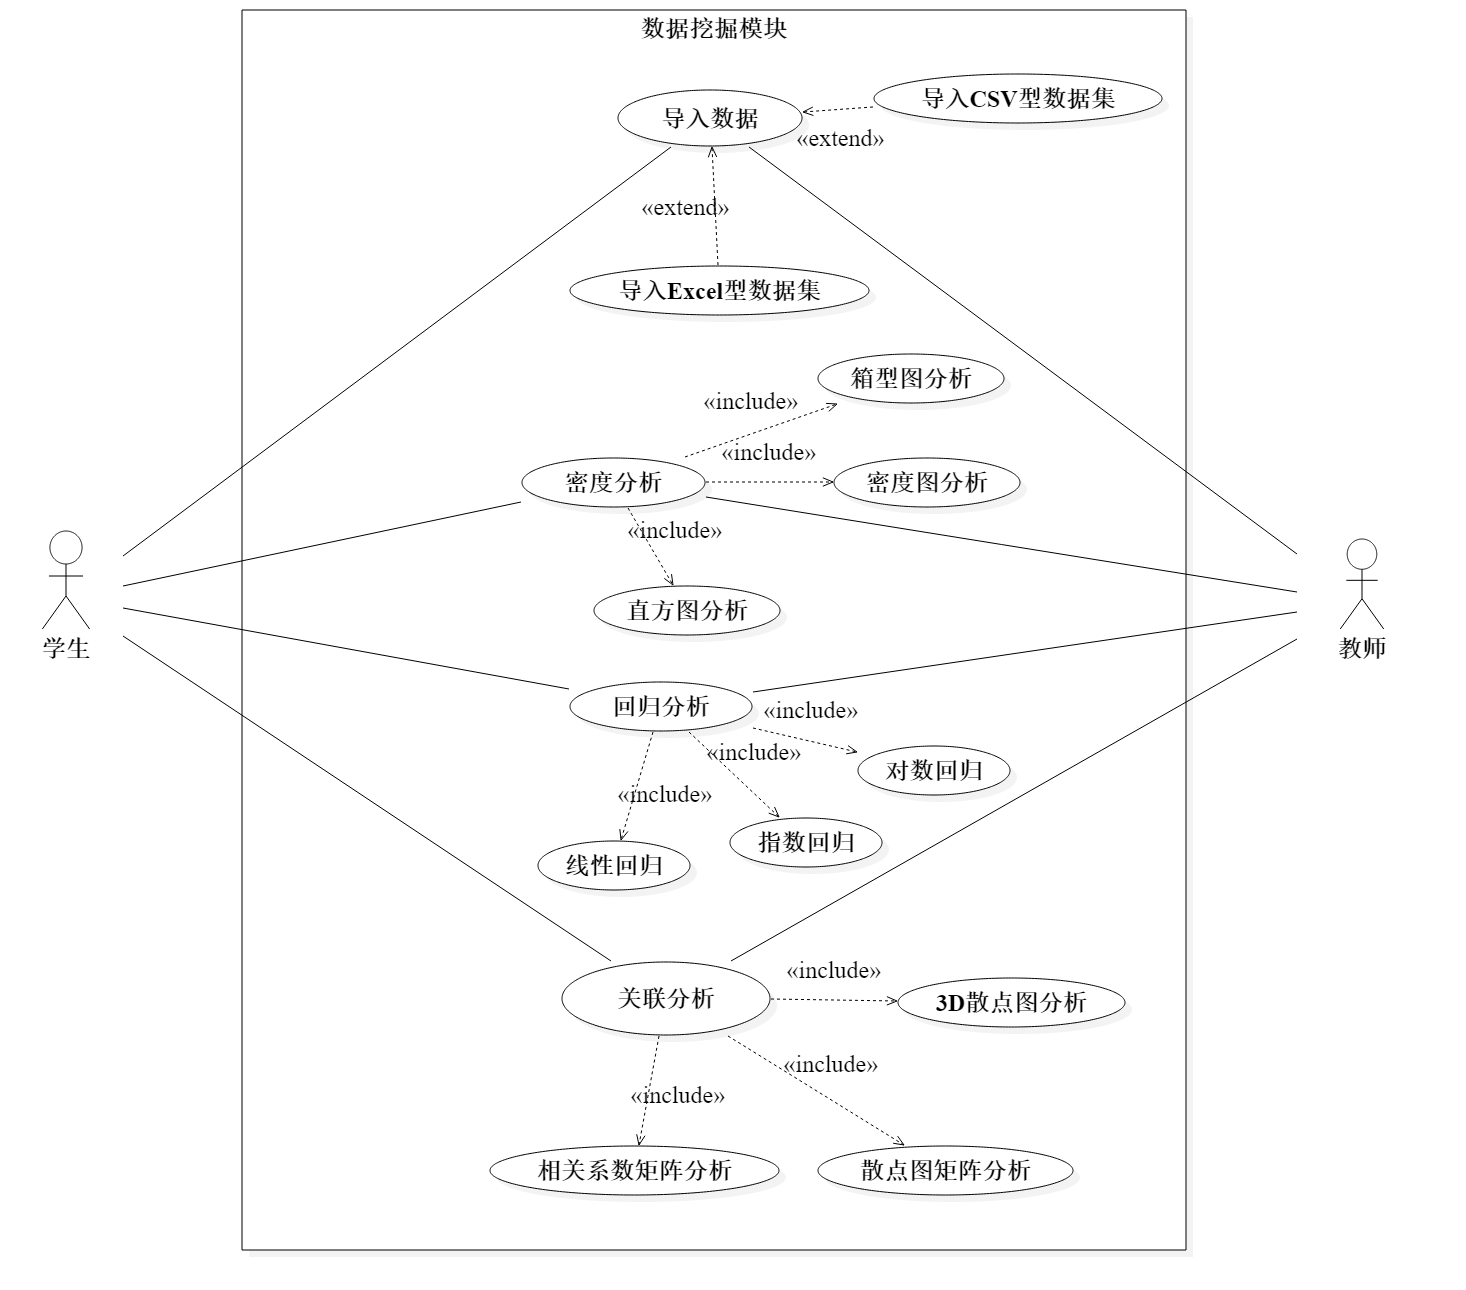 数据挖掘模块
导入数据
导入CSV型数据集
«extend»
«extend»
导入Excel型数据集
箱型图分析
«include»
«include»
密度分析
密度图分析
«include»
直方图分析
学生
教师
回归分析
«include»
«include»
对数回归
«include»
指数回归
线性回归
«include»
关联分析
3D散点图分析
«include»
«include»
相关系数矩阵分析
散点图矩阵分析